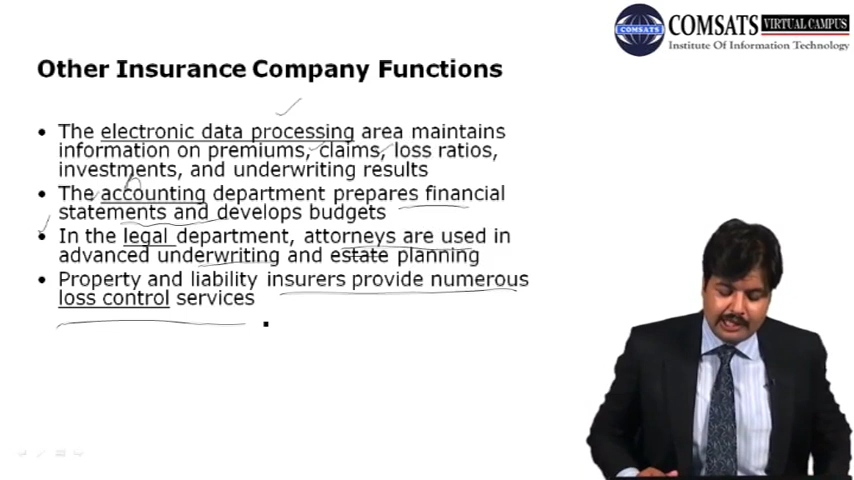 COMSATS
COMSATS VIRTUAL CAMPUS
Institute Of Information Technology
Other Insurance Company Functions
• The electronic data processing area maintains
information on premiums, claims, loss ratios,
investments, and underwriting results
• The accounting department prepares financial
statements and develops budgets
• In the legal department, attorneys are used in
advanced underwriting and estate planning
• Property and liability insurers provide numerous
loss control services
.